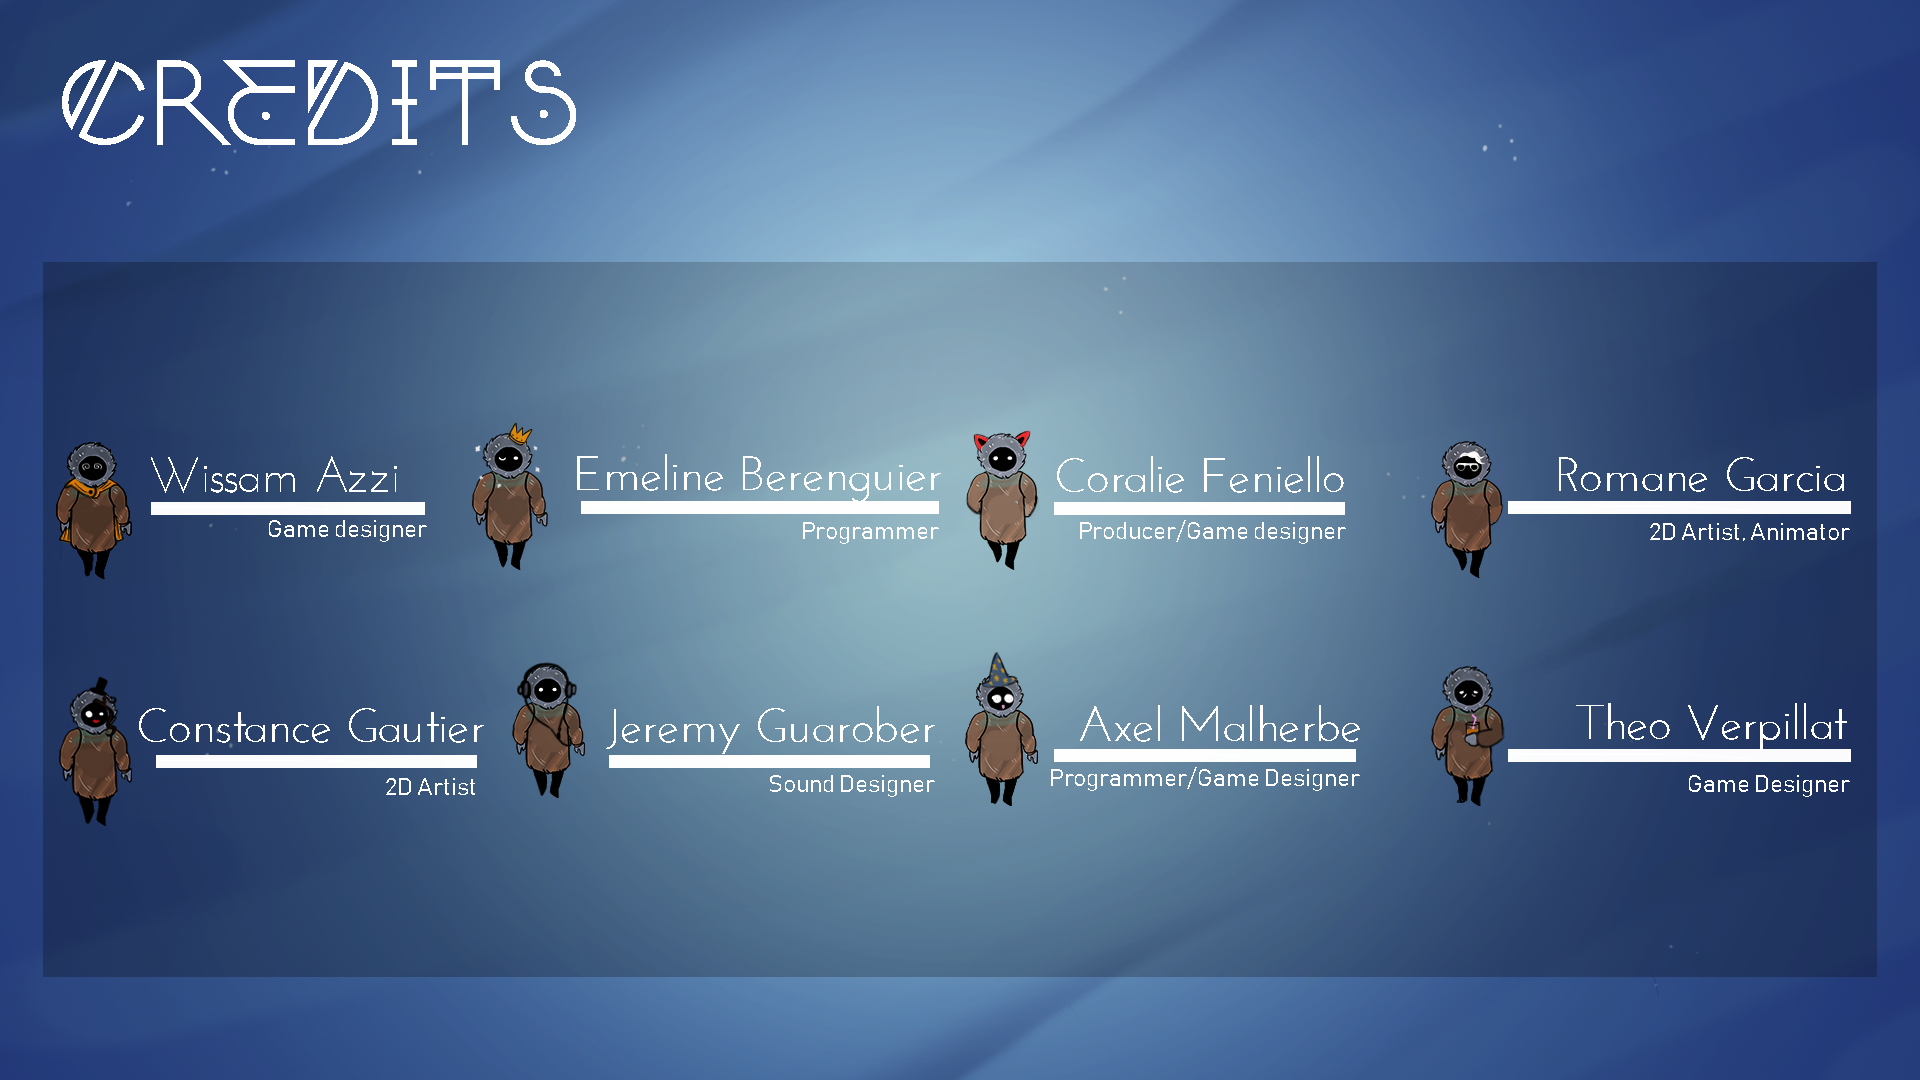 CREDITS
Wissam Azzi
Game designer
Emeline Berenguier
Programmer
Coralie Feniello
Producer/Game designer
Romane Garcia
2D Artist, Animator
Constance Gautier
2D Artist
Jeremy Guarober
Sound Designer
Axel Malherbe
Programmer/Game Designer
Theo Verpillat
Game Designer